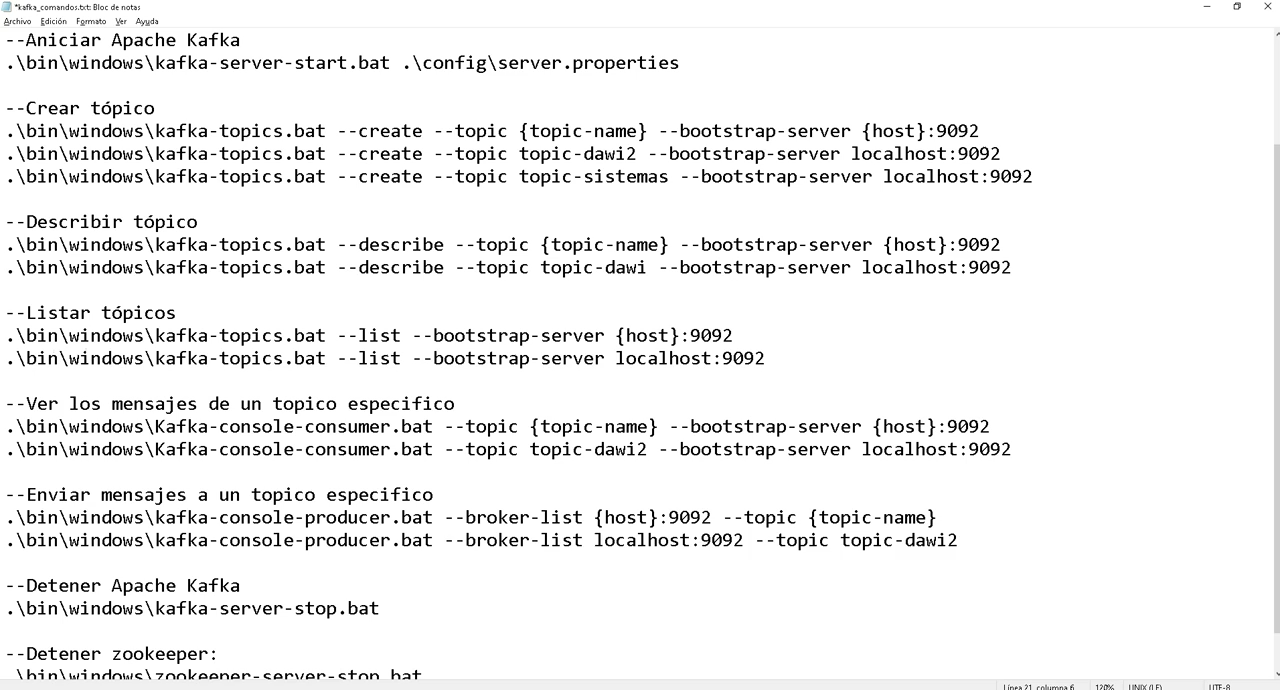 *kafka_comandos.txt: Bloc de notas
Archivo Edición Formato Ver Ayuda
--Aniciar Apache Kafka
.\bin\windows\kafka-server-start.bat .\config\server.properties
--Crear tópico
.\bin\windows\kafka-topics.bat --create --topic {topic-name} --bootstrap-server {host}:9092
.\bin\windows\kafka-topics.bat --create --topic topic-dawi2 --bootstrap-server localhost:9092
.\bin\windows\kafka-topics.bat --create --topic topic-sistemas --bootstrap-server localhost:9092
--Describir tópico
.\bin\windows\kafka-topics.bat --describe --topic {topic-name} --bootstrap-server {host}:9092
.\bin\windows\kafka-topics.bat --describe --topic topic-dawi --bootstrap-server localhost:9092
--Listar tópicos
.\bin\windows\kafka-topics.bat --list --bootstrap-server {host}:9092
.\bin\windows\kafka-topics.bat --list --bootstrap-server localhost:9092
--Ver los mensajes de un topico especifico
.\bin\windows\Kafka-console-consumer.bat --topic {topic-name} --bootstrap-server {host}:9092
.\bin\windows\Kafka-console-consumer.bat --topic topic-dawi2 --bootstrap-server localhost:9092
--Enviar mensajes a un topico especifico
.\bin\windows\kafka-console-producer.bat --broker-list {host}:9092 --topic {topic-name}
.\bin\windows\kafka-console-producer.bat --broker-list localhost:9092 --topic topic-dawi2
--Detener Apache Kafka
.\bin\windows\kafka-server-stop.bat
--Detener zookeeper:
.\bin\windows\zookeeper-server-stop.bat
Línea 21, columna 6 120% UNIX (LF) UTF-8